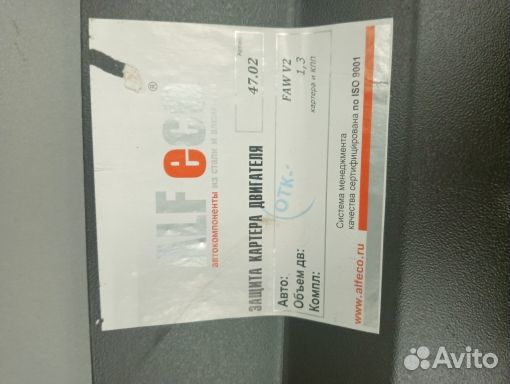 ALFeco
®
автокомпоненты из стали и
ЗАЩИТА КАРТЕРА ДВИГАТЕЛЯ
47.02
Авто: FAW V2
Объем дв: 1,3
Компл: картера и КПП
ОТК.
Система менеджмента
качества сертифицирована по ISO 9001
www.alfeco.ru
Avito